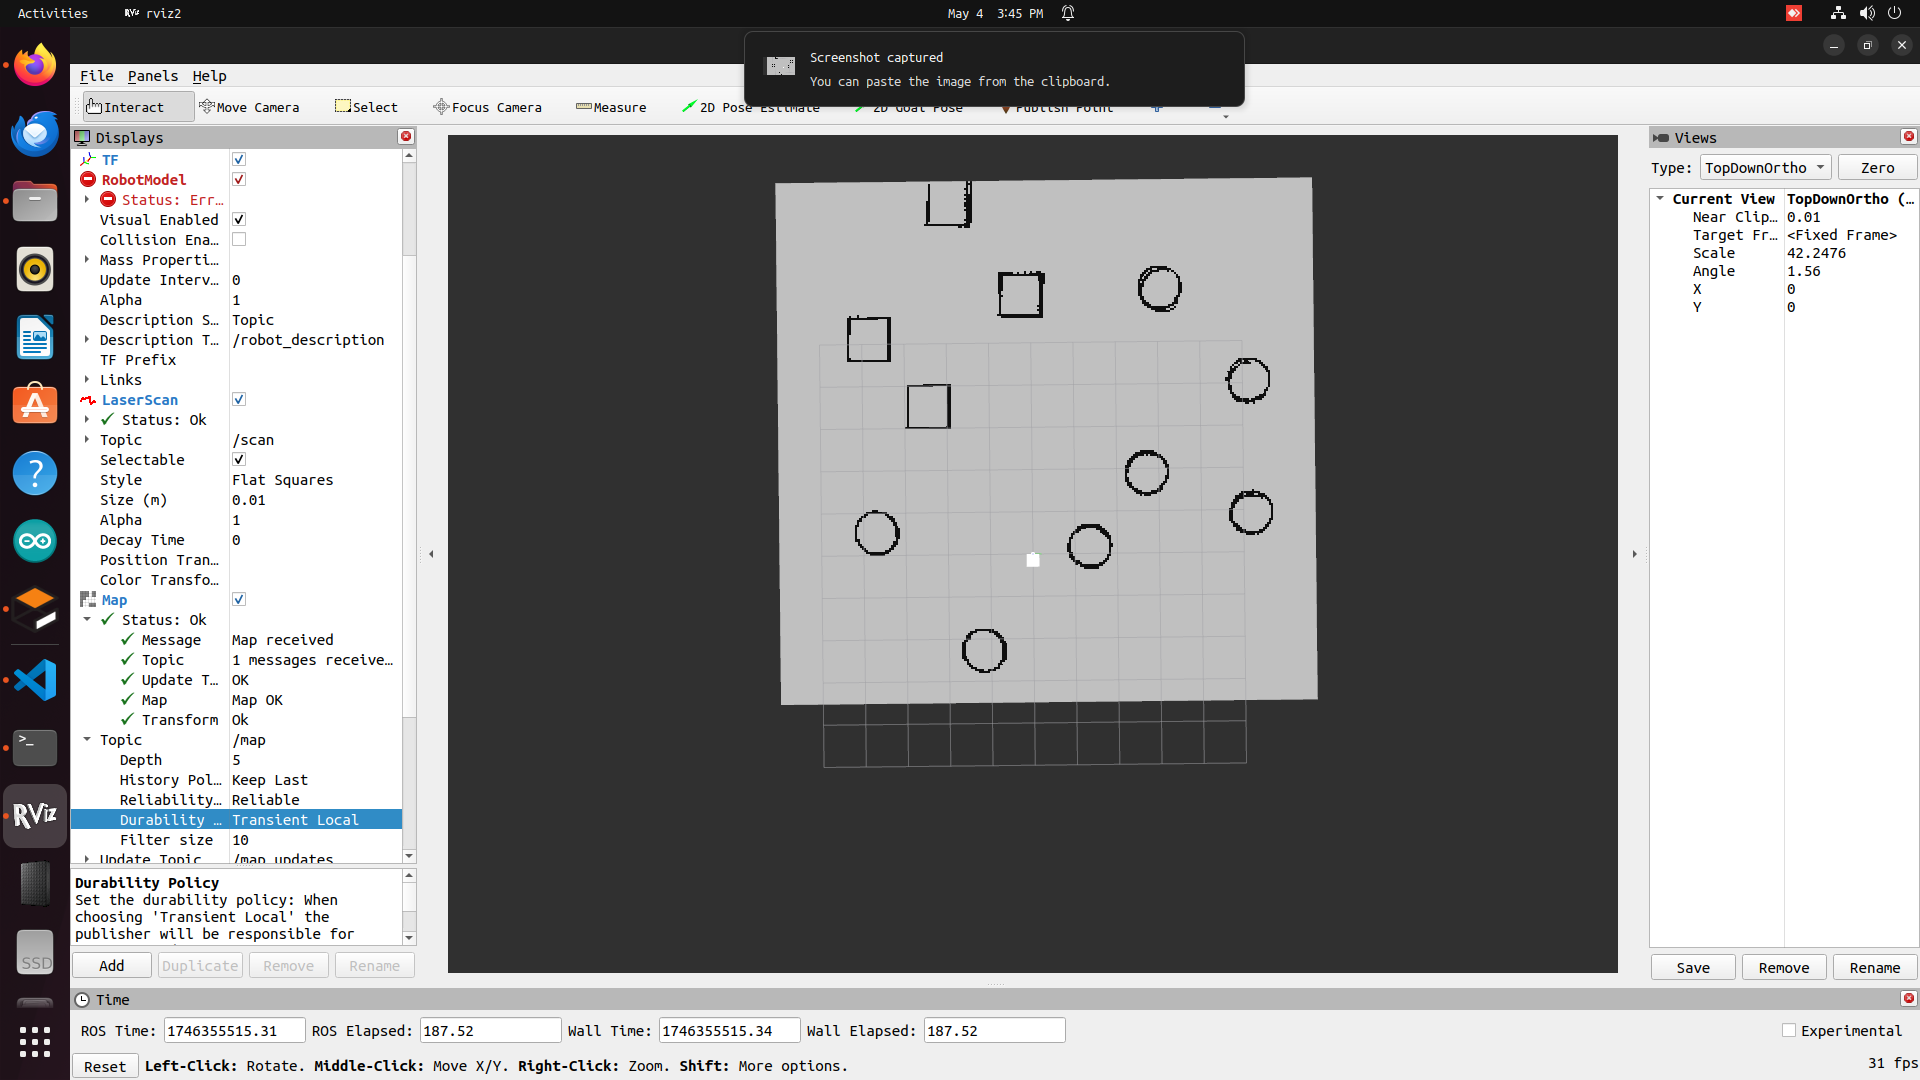 Activities
RViz rviz2
May 4 3:45 PM
Screenshot captured
You can paste the image from the clipboard.
File Panels Help
Interact Move Camera Select Focus Camera Measure 2D Pose Estimate 2D Goal Pose Publish Point
Displays
TF
RobotModel
Status: Err…
Visual Enabled
Collision Ena…
Mass Properti…
Update Interv… 0
Alpha 1
Description S… Topic
Description T… /robot_description
TF Prefix
Links
LaserScan
Status: Ok
Topic /scan
Selectable
Style Flat Squares
Size (m) 0.01
Alpha 1
Decay Time 0
Position Tran…
Color Transfo…
Map
Status: Ok
Message Map received
Topic 1 messages receive…
Update T… OK
Map Map OK
Transform Ok
Topic /map
Depth 5
History Pol… Keep Last
Reliability… Reliable
Durability … Transient Local
Filter size 10
Update Topic /map_updates
Durability Policy
Set the durability policy: When
choosing 'Transient Local' the
publisher will be responsible for
Add Duplicate Remove Rename
Views
Type: TopDownOrtho Zero
Current View TopDownOrtho (…
Near Clip… 0.01
Target Fr… <Fixed Frame>
Scale 42.2476
Angle 1.56
X 0
Y 0
Save Remove Rename
RViz
SSD
Time
ROS Time: 1746355515.31 ROS Elapsed: 187.52 Wall Time: 1746355515.34 Wall Elapsed: 187.52 Experimental
Reset Left-Click: Rotate. Middle-Click: Move X/Y. Right-Click: Zoom. Shift: More options. 31 fps